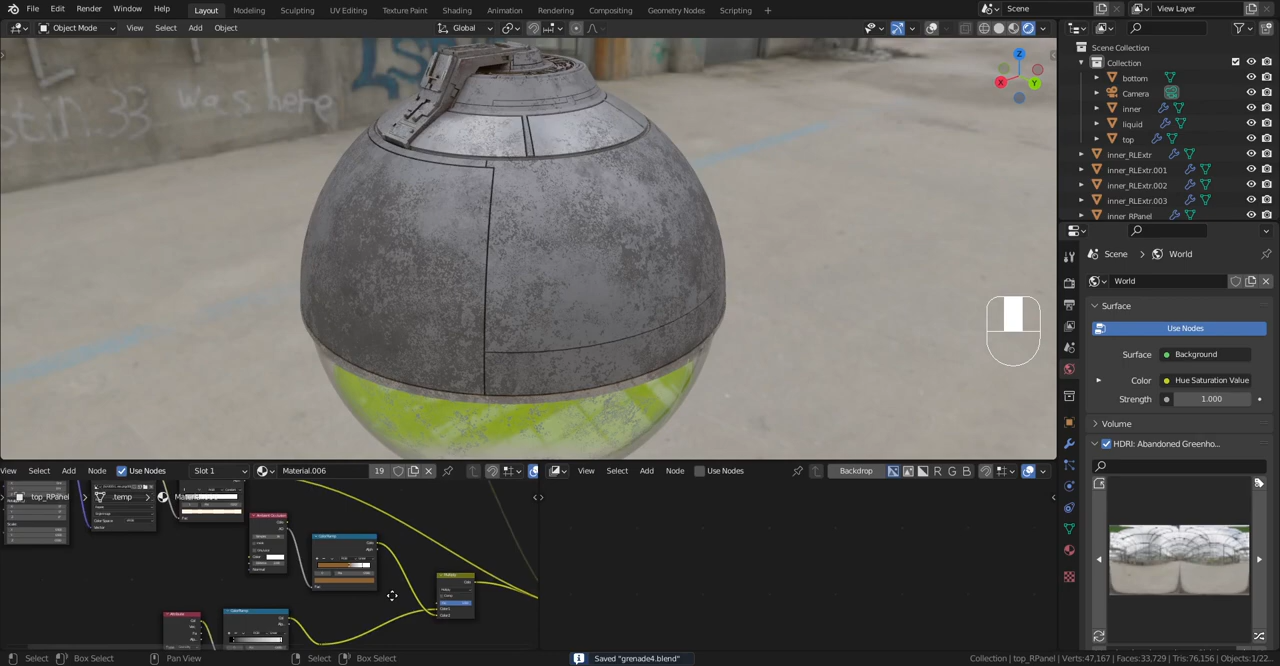 File Edit Render Window Help Layout Modeling Sculpting UV Editing Texture Paint Shading Animation Rendering Compositing Geometry Nodes Scripting + Scene View Layer
Object Mode View Select Add Object Global
was here
Scene Collection
Collection
bottom
Camera
inner
liquid
top
inner_RLExtr
inner_RLExtr.001
inner_RLExtr.002
inner_RLExtr.003
inner RPanel
Scene > World
World
Surface
Use Nodes
Surface Background
Color Hue Saturation Value
Strength 1.000
Volume
HDRI: Abandoned Greenho...
View Select Add Node Use Nodes Slot 1 Material.006 19
View Select Add Node Use Nodes Backdrop R G B
top_RPanel > .temp >
Select Box Select Pan View Select Box Select Saved "grenade4.blend" Collection | top_RPanel | Verts:47,167 | Faces:33,729 | Tris:76,156 | Objects:1/22...